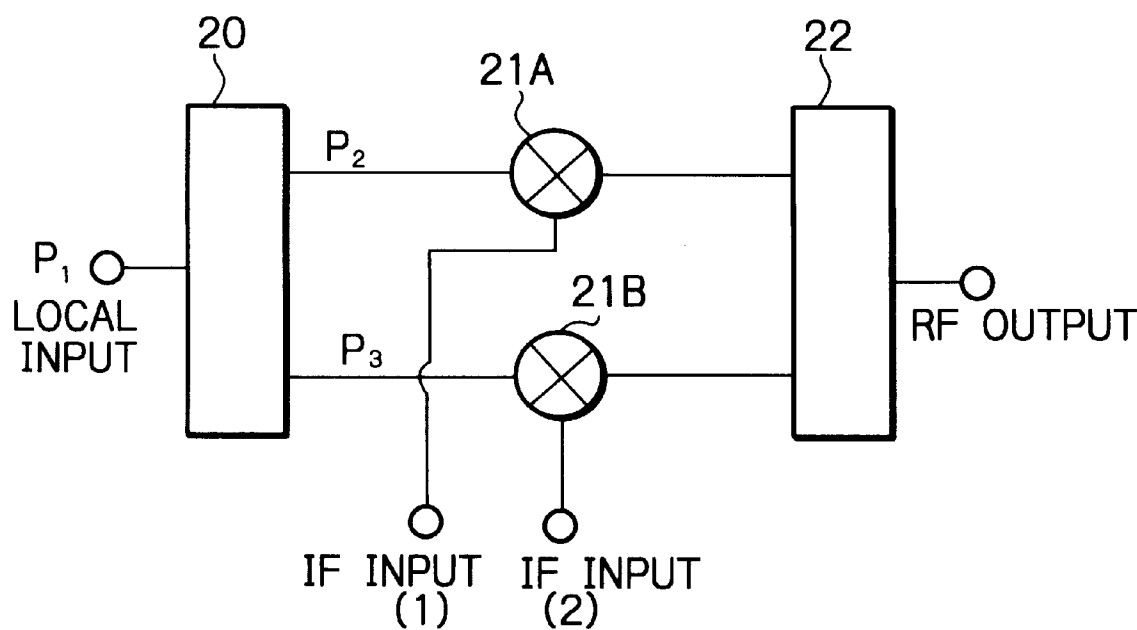 20
21A
22
P2
P1
LOCAL
INPUT
21B
RF OUTPUT
P3
IF INPUT
(1)
IF INPUT
(2)